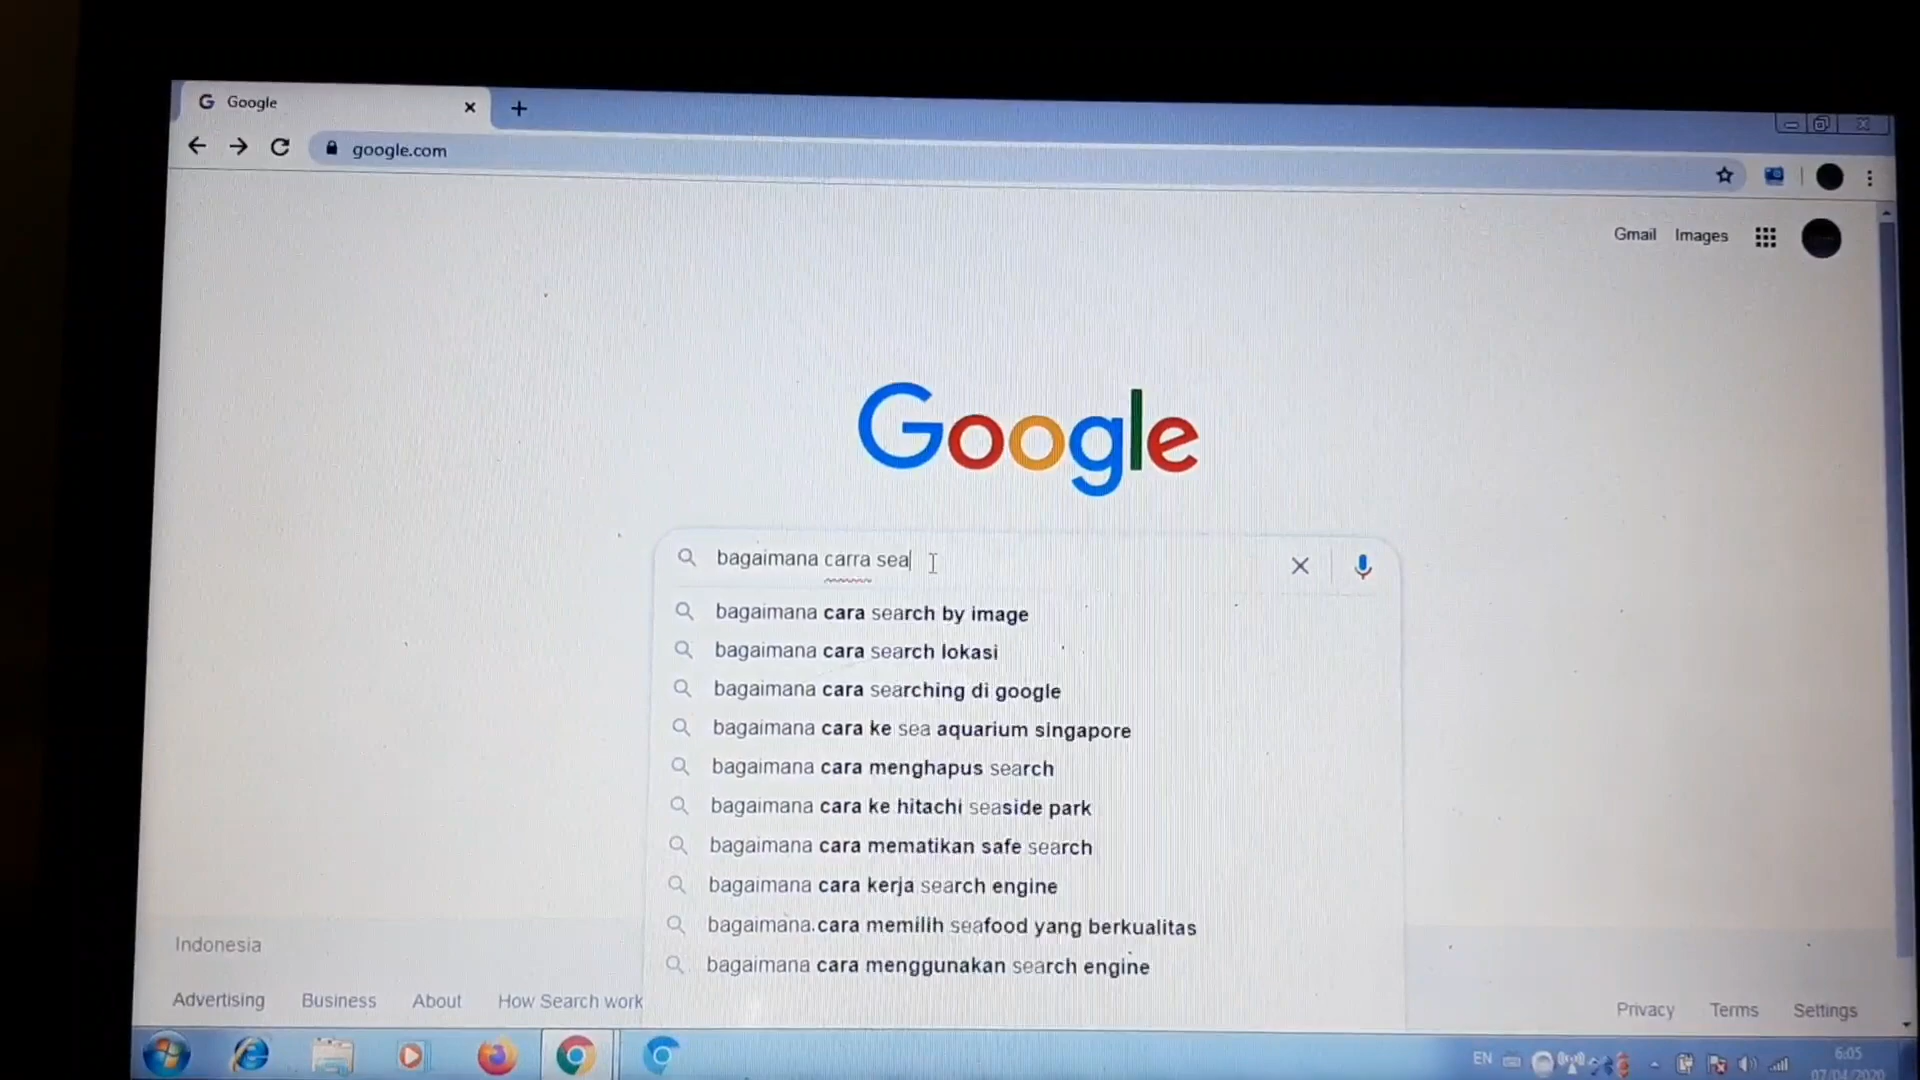 Google
google.com
Gmail Images
Google
bagaimana carra sea
bagaimana cara search by image
bagaimana cara search lokasi
bagaimana cara searching di google
bagaimana cara ke sea aquarium singapore
bagaimana cara menghapus search
bagaimana cara ke hitachi seaside park
bagaimana cara mematikan safe search
bagaimana cara kerja search engine
bagaimana cara memilih seafood yang berkualitas
bagaimana cara menggunakan search engine
Indonesia
Advertising Business About How Search work
Privacy Terms Settings
EN 6:05
07/04/2020